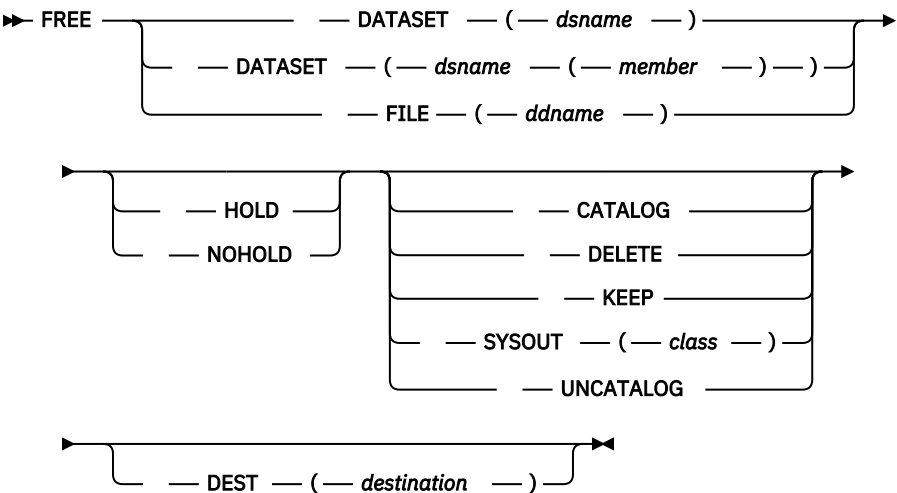 FREE DATASET ( dsname )
DATASET ( dsname ( member ) )
FILE ( ddname )
HOLD
NOHOLD
CATALOG
DELETE
KEEP
SYSOUT ( class )
UNCATALOG
DEST ( destination )